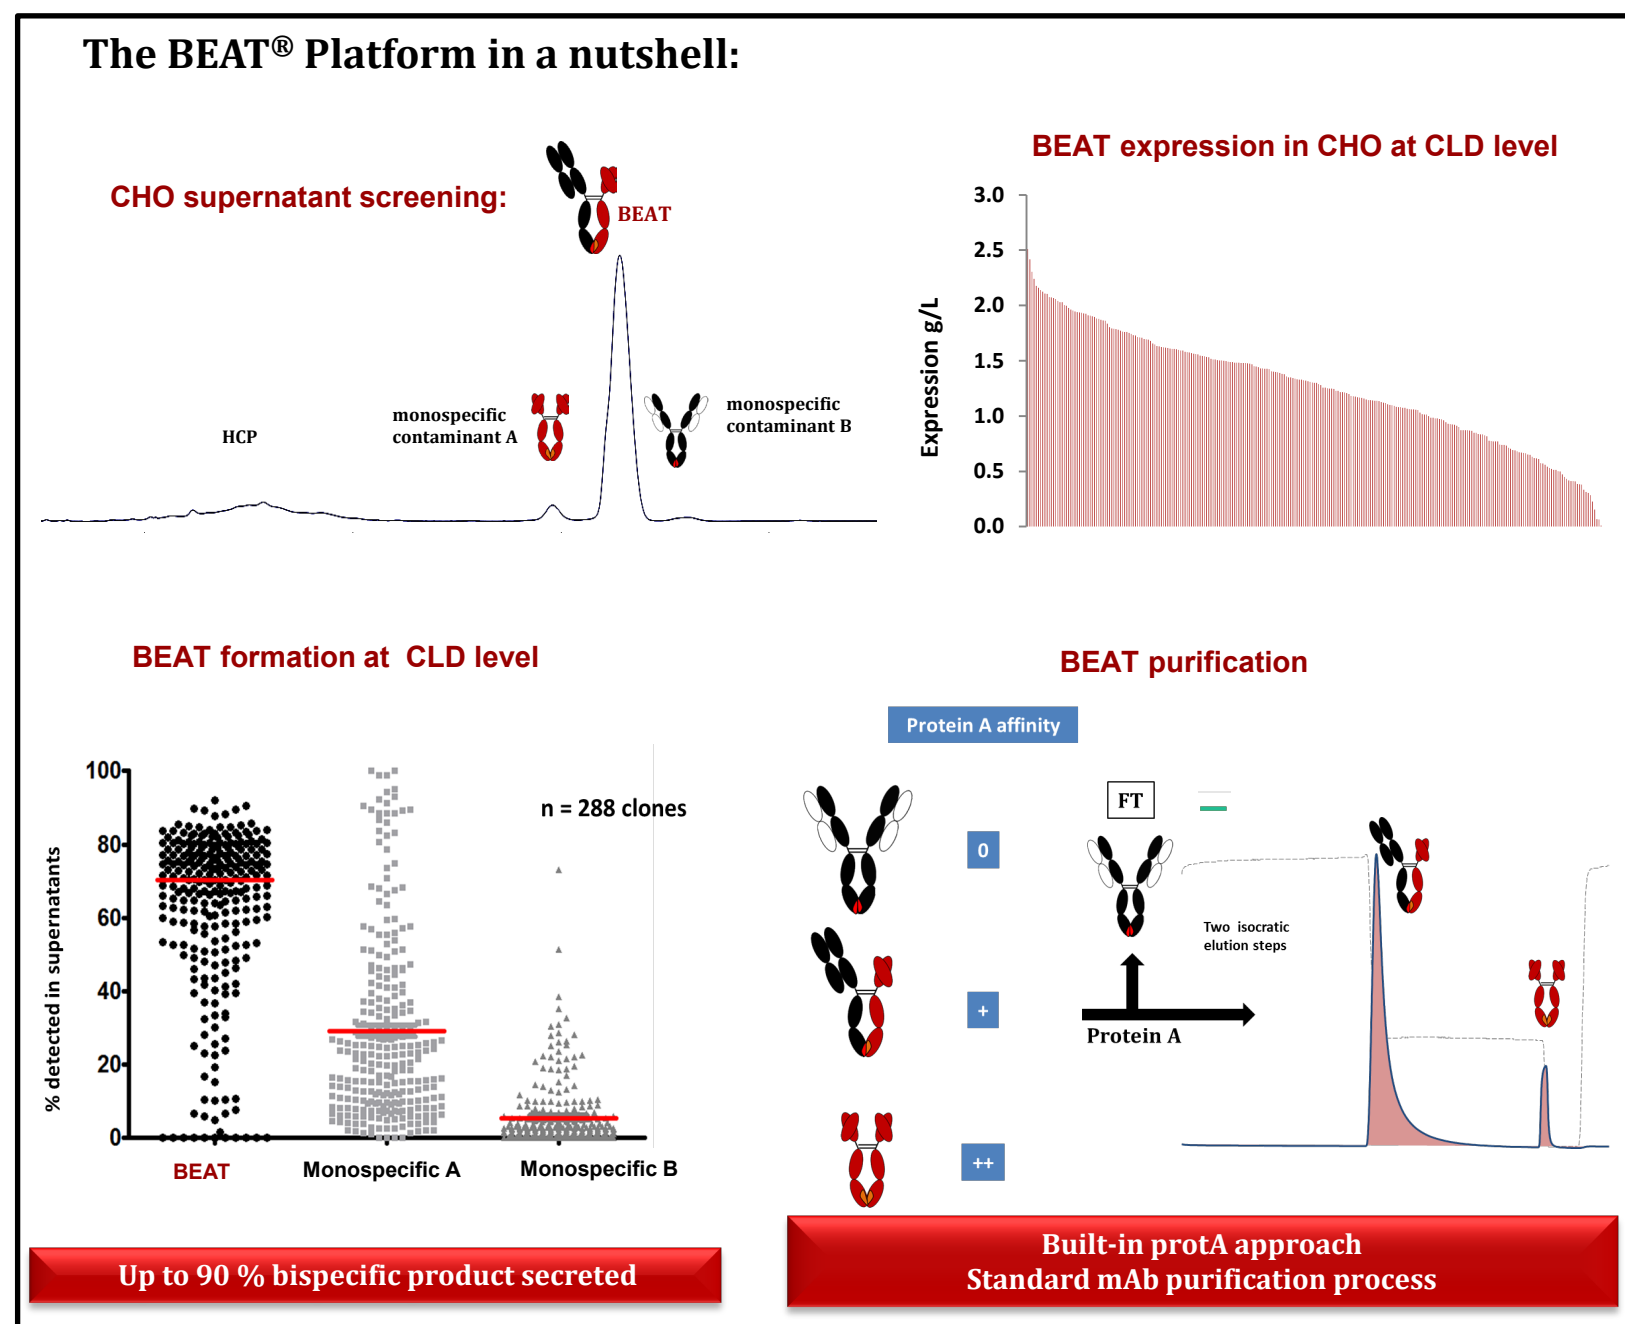 The BEAT® Platform in a nutshell:
CHO supernatant screening:
BEAT
HCP
monospecific
contaminant A
monospecific
contaminant B
BEAT expression in CHO at CLD level
Expression g/L
3.0
2.5
2.0
1.5
1.0
0.5
0.0
BEAT formation at CLD level
% detected in supernatants
100
80
60
40
20
0
n = 288 clones
BEAT
Monospecific A
Monospecific B
Up to 90 % bispecific product secreted
BEAT purification
Protein A affinity
0
+
++
FT
Two isocratic
elution steps
Protein A
Built-in protA approach
Standard mAb purification process